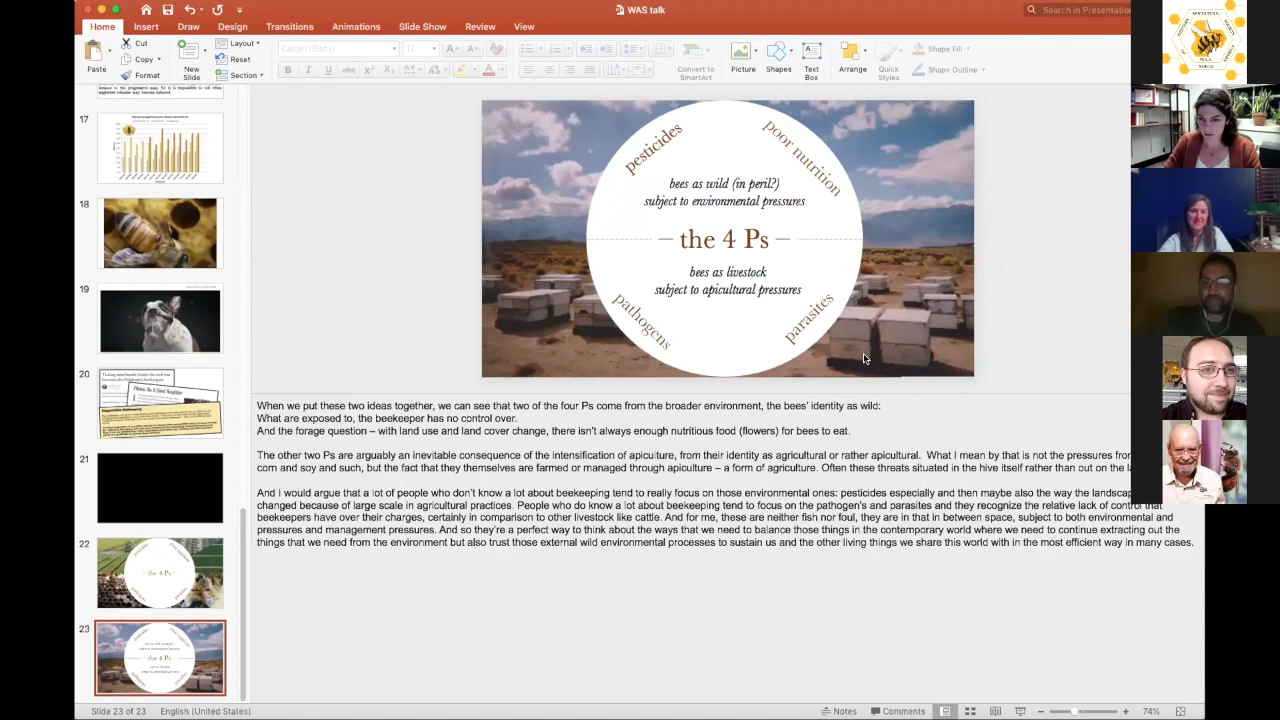 WAS talk
Search in Presentation
Home Insert Draw Design Transitions Animations Slide Show Review View
Paste
Cut
Copy
Format
New Slide
Layout
Reset
Section
Convert to SmartArt
Picture
Shapes
Text Box
Arrange
Quick Styles
Shape Fill
Shape Outline
17
18
19
20
21
22
23
pesticides
poor nutrition
bees as wild (in peril?)
subject to environmental pressures
— the 4 Ps —
bees as livestock
subject to apicultural pressures
pathogens
parasites
When we put these two ideas together, we can see that two of the four Ps come from the broader environment, the bees' identity as wild:
What are exposed to, the beekeeper has no control over.
And the forage question – with land use and land cover change, there isn't always enough nutritious food (flowers) for bees to eat.
The other two Ps are arguably an inevitable consequence of the intensification of apiculture, from their identity as agricultural or rather apicultural. What I mean by that is not the pressures from
corn and soy and such, but the fact that they themselves are farmed or managed through apiculture – a form of agriculture. Often these threats situated in the hive itself rather than out on the
And I would argue that a lot of people who don't know a lot about beekeeping tend to really focus on those environmental ones: pesticides especially and then maybe also the way the landscap
changed because of large scale in agricultural practices. People who do know a lot about beekeeping tend to focus on the pathogen's and parasites and they recognize the relative lack of control that
beekeepers have over their charges, certainly in comparison to other livestock like cattle. And for me, these are neither fish nor foul, they are in that in between space, subject to both environmental and
pressures and management pressures. And so they're a perfect way to think about the ways that we need to balance those things in the contemporary world where we need to continue extracting out the
things that we need from the environment but also trust those external wild environmental processes to sustain us and the other living things we share this world with in the most efficient way in many cases.
Slide 23 of 23 English (United States)
Notes Comments 74%